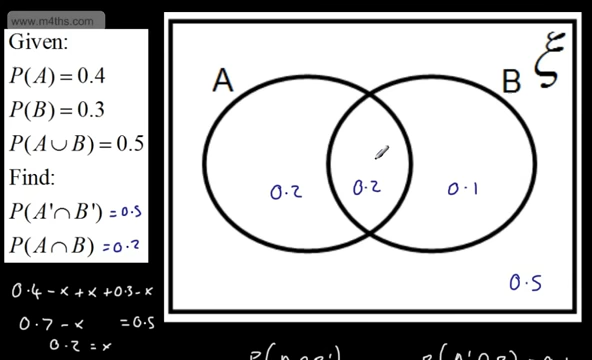 www.m4ths.com
Given:
P(A) = 0.4
P(B) = 0.3
P(A ∪ B) = 0.5
Find:
P(A' ∩ B') = 0.5
P(A ∩ B) = 0.2
0.4 - x + x + 0.3 - x
0.7 - x = 0.5
0.2 = x
A
B
ξ
0.2
0.2
0.1
0.5